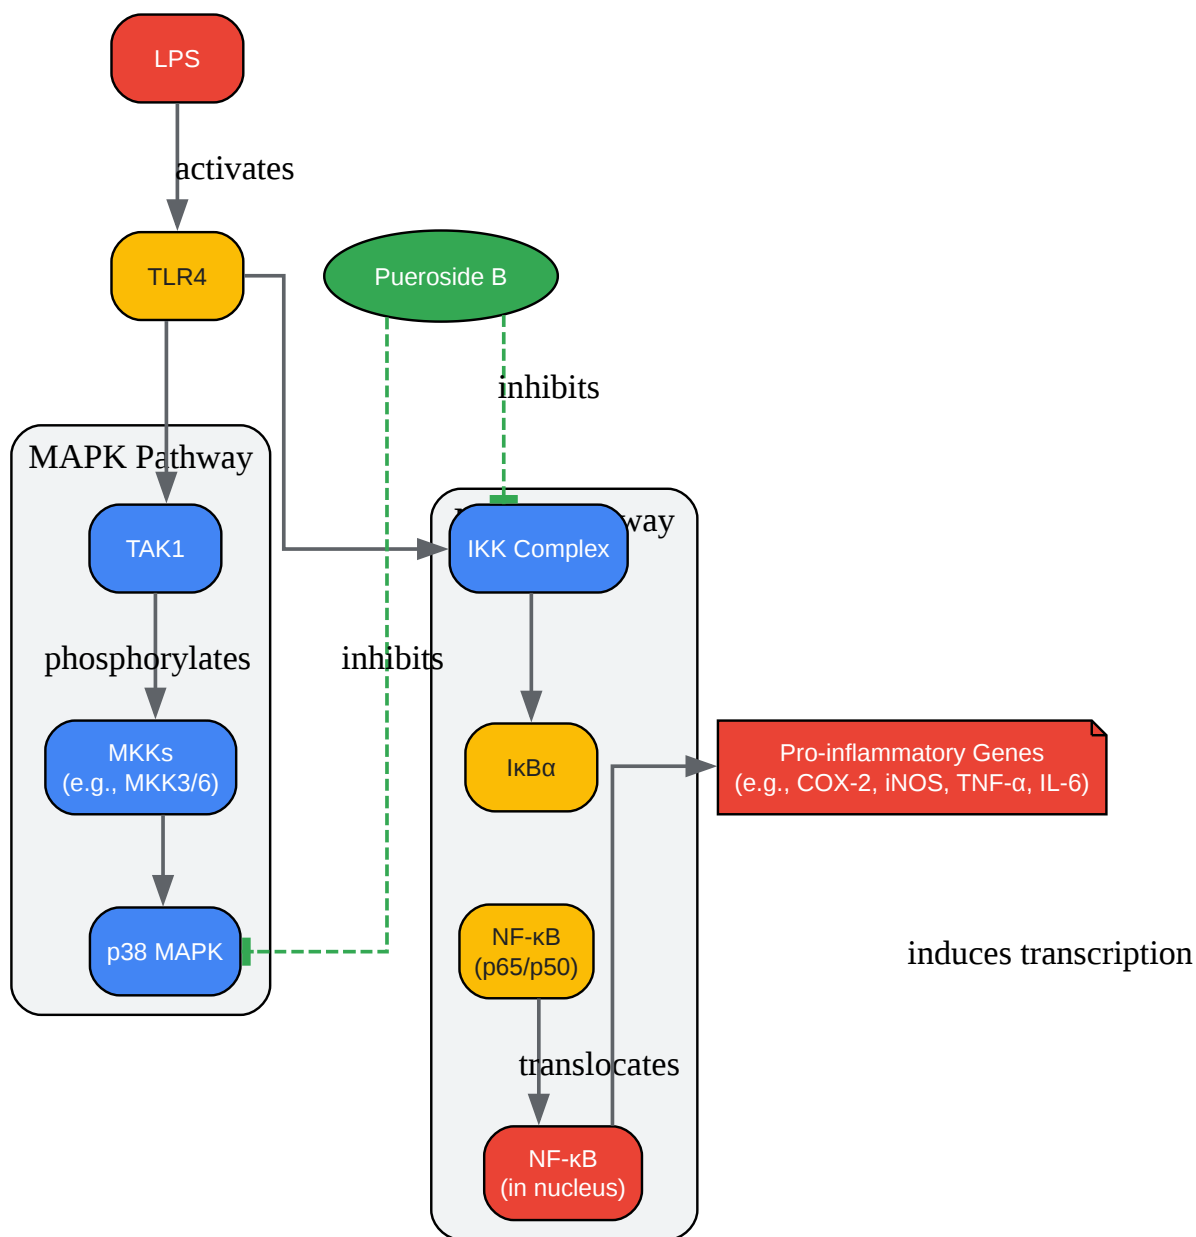 LPS
activates
TLR4
Pueroside B
inhibits
MAPK Pathway
way
TAK1
IKK Complex
phosphorylates
inhibits
MKKs
(e.g., MKK3/6)
IκBα
Pro-inflammatory Genes
(e.g., COX-2, iNOS, TNF-α, IL-6)
p38 MAPK
NF-κB
(p65/p50)
induces transcription
translocates
NF-κB
(in nucleus)